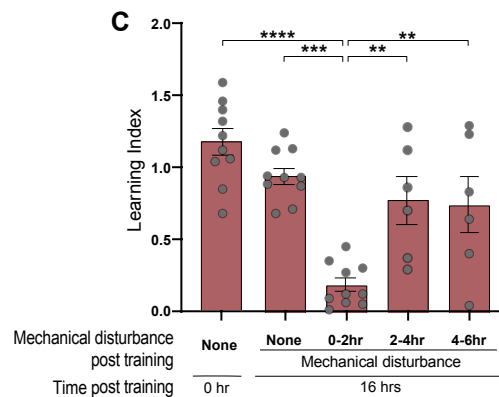 C
**** **
*** **
2.0
1.5
1.0
0.5
0.0
Learning Index
Mechanical disturbance post training None None 0-2hr 2-4hr 4-6hr
Mechanical disturbance
Time post training 0 hr 16 hrs